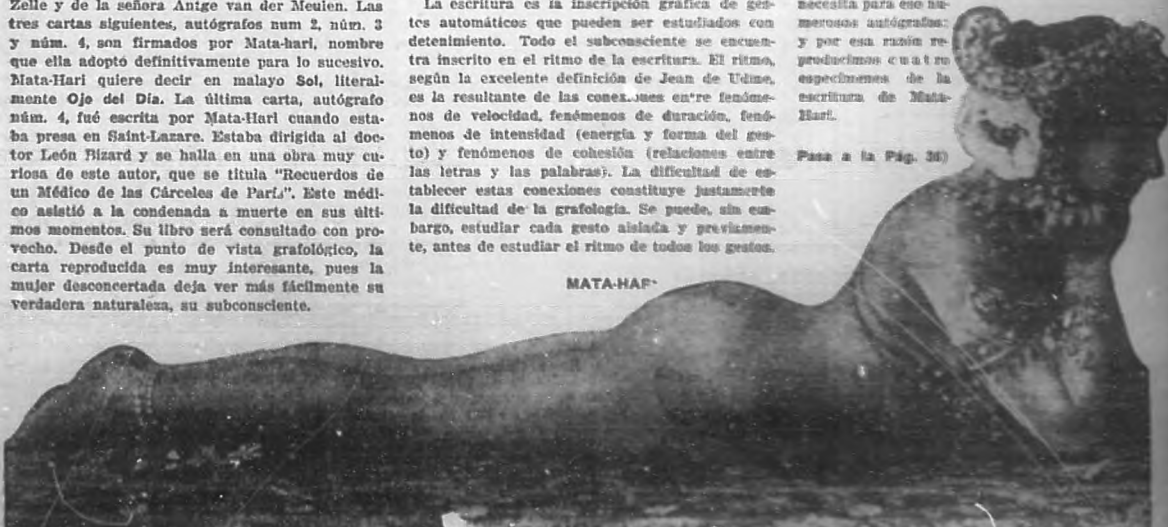 Zelle y de la señora Antge van der Meulen. Las
tres cartas siguientes, autógrafos num 2, núm. 3
y núm. 4, son firmados por Mata-hari, nombre
que ella adoptó definitivamente para lo sucesivo.
Mata-Hari quiere decir en malayo Sol, literal-
mente Ojo del Día. La última carta, autógrafo
núm. 4, fué escrita por Mata-Hari cuando esta-
ba presa en Saint-Lazare. Estaba dirigida al doc-
tor León Bizard y se halla en una obra muy cu-
riosa de este autor, que se titula "Recuerdos de
un Médico de las Cárceles de París". Este médi-
co asistió a la condenada a muerte en sus últi-
mos momentos. Su libro será consultado con pro-
vecho. Desde el punto de vista grafológico, la
carta reproducida es muy interesante, pues la
mujer desconcertada deja ver más fácilmente su
verdadera naturaleza, su subconsciente.
La escritura es la inscripción gráfica de ges-
tos automáticos que pueden ser estudiados con
detenimiento. Todo el subconsciente se encuen-
tra inscrito en el ritmo de la escritura. El ritmo,
según la excelente definición de Jean de Udine,
es la resultante de las conexiones entre fenóme-
nos de velocidad, fenómenos de duración, fenó-
menos de intensidad (energía y forma del ges-
to) y fenómenos de cohesión (relaciones entre
las letras y las palabras). La dificultad de es-
tablecer estas conexiones constituye justamente
la dificultad de la grafología. Se puede, sin em-
bargo, estudiar cada gesto aislada y previamen-
te, antes de estudiar el ritmo de todos los gestos.
necesita para eso nu-
merosos autógrafos:
y por esa razón re-
producimos cuatro
especímenes de la
escritura de Mata-
Hari.
Pasa a la Pág. 36)
MATA-HAR